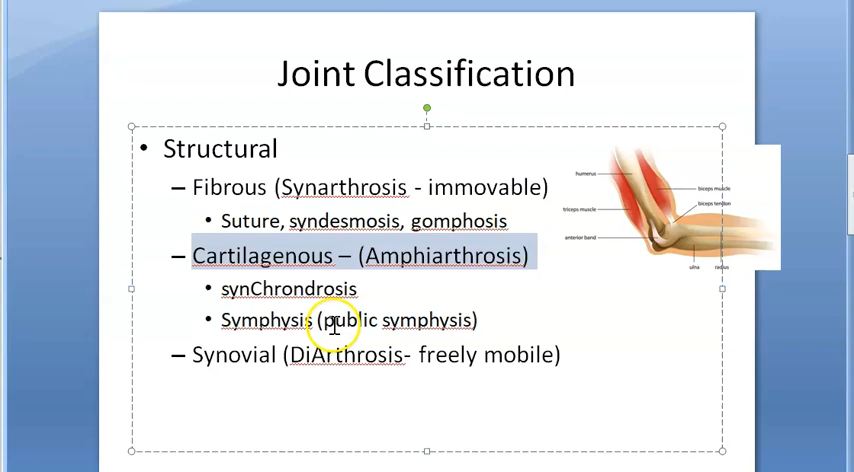 Joint Classification
• Structural
– Fibrous (Synarthrosis - immovable)
• Suture, syndesmosis, gomphosis
– Cartilagenous – (Amphiarthrosis)
• synChrondrosis
• Symphysis (public symphysis)
– Synovial (DiArthrosis- freely mobile)
humerus
biceps muscle
biceps tendon
triceps muscle
anterior band
ulna radius